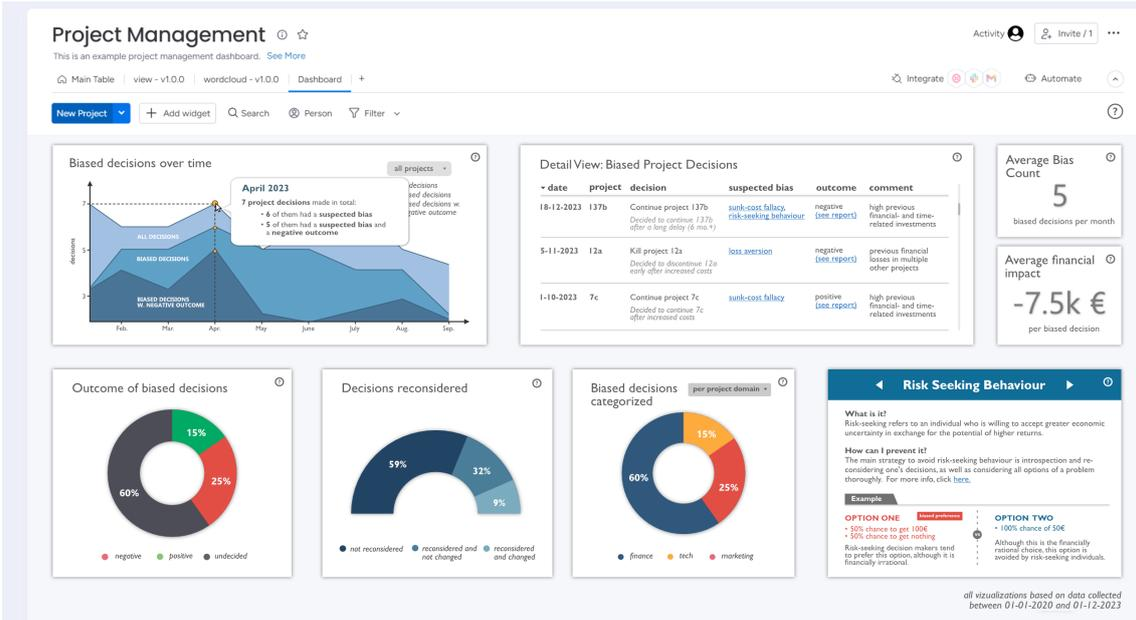 Project Management
Activity
Invite / 1
This is an example project management dashboard. See More
Main Table
view - v1.0.0
wordcloud - v1.0.0
Dashboard
+
Integrate
Automate
New Project
+ Add widget
Search
Person
Filter
?
Biased decisions over time
all projects
April 2023
7 project decisions made in total:
• 6 of them had a suspected bias
• 5 of them had suspected bias and
a negative outcome
decisions
ased decisions
ased decisions w.
gative outcome
decisions
7
5
3
ALL DECISIONS
BIASED DECISIONS
BIASED DECISIONS
W. NEGATIVE OUTCOME
Feb.
Mar.
Apr.
May
June
July
Aug.
Sep.
Detail View: Biased Project Decisions
date project decision suspected bias outcome comment
18-12-2023 137b Continue project 137b sunk-cost fallacy, negative high previous
risk-seeking behaviour (see report) financial- and time-
Decided to continue 137b related investments
after a long delay (6 mo.+)
5-11-2023 12a Kill project 12a loss aversion negative previous financial
(see report) losses in multiple
Decided to discontinue 12a other projects
early after increased costs
1-10-2023 7c Continue project 7c sunk-cost fallacy positive high previous
(see report) financial- and time-
Decided to continue 7c related investments
after increased costs
Average Bias
Count
5
biased decisions per month
Average financial
impact
-7.5k €
per biased decision
Outcome of biased decisions
15%
25%
60%
negative
positive
undecided
Decisions reconsidered
59%
32%
9%
not reconsidered
reconsidered and
not changed
reconsidered
and changed
Biased decisions
categorized
per project domain
15%
25%
60%
finance
tech
marketing
Risk Seeking Behaviour
What is it?
Risk-seeking refers to an individual who is willing to accept greater economic
uncertainty in exchange for the potential of higher returns.
How can I prevent it?
The main strategy to avoid risk-seeking behaviour is introspection and re-
considering one's decisions, as well as considering all options of a problem
thoroughly. For more info, click here.
Example
OPTION ONE
biased preference
• 50% chance to get 100€
• 50% chance to get nothing
Risk-seeking decision makers tend
to prefer this option, although it is
financially irrational.
VS
OPTION TWO
• 100% chance of 50€
Although this is the financially
rational choice, this option is
avoided by risk-seeking individuals.
all vizualizations based on data collected
between 01-01-2020 and 01-12-2023